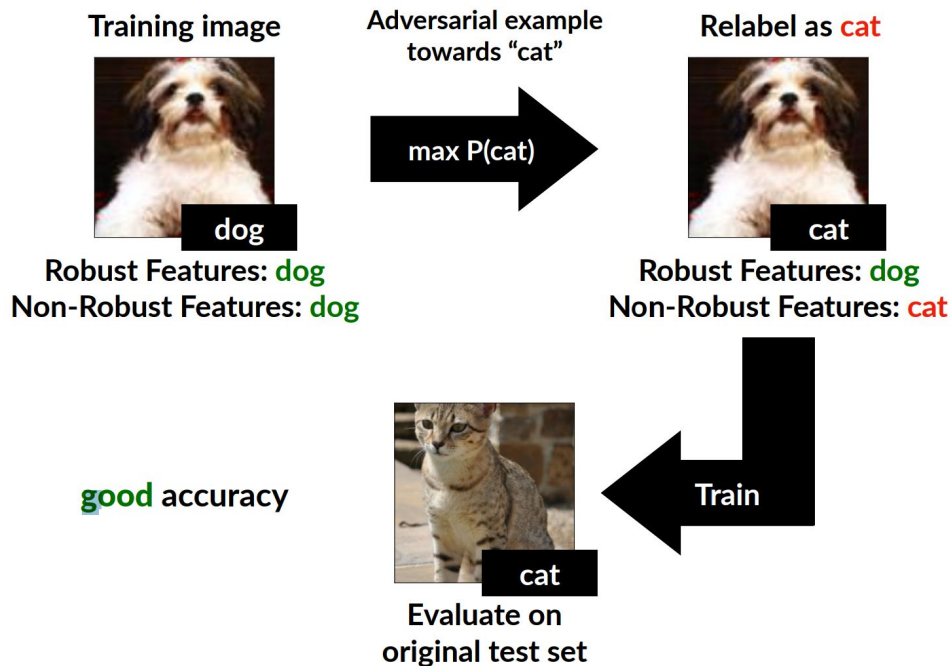 Training image
Adversarial example
towards “cat”
Relabel as cat
max P(cat)
dog
cat
Robust Features: dog
Non-Robust Features: dog
Robust Features: dog
Non-Robust Features: cat
good accuracy
Train
cat
Evaluate on
original test set